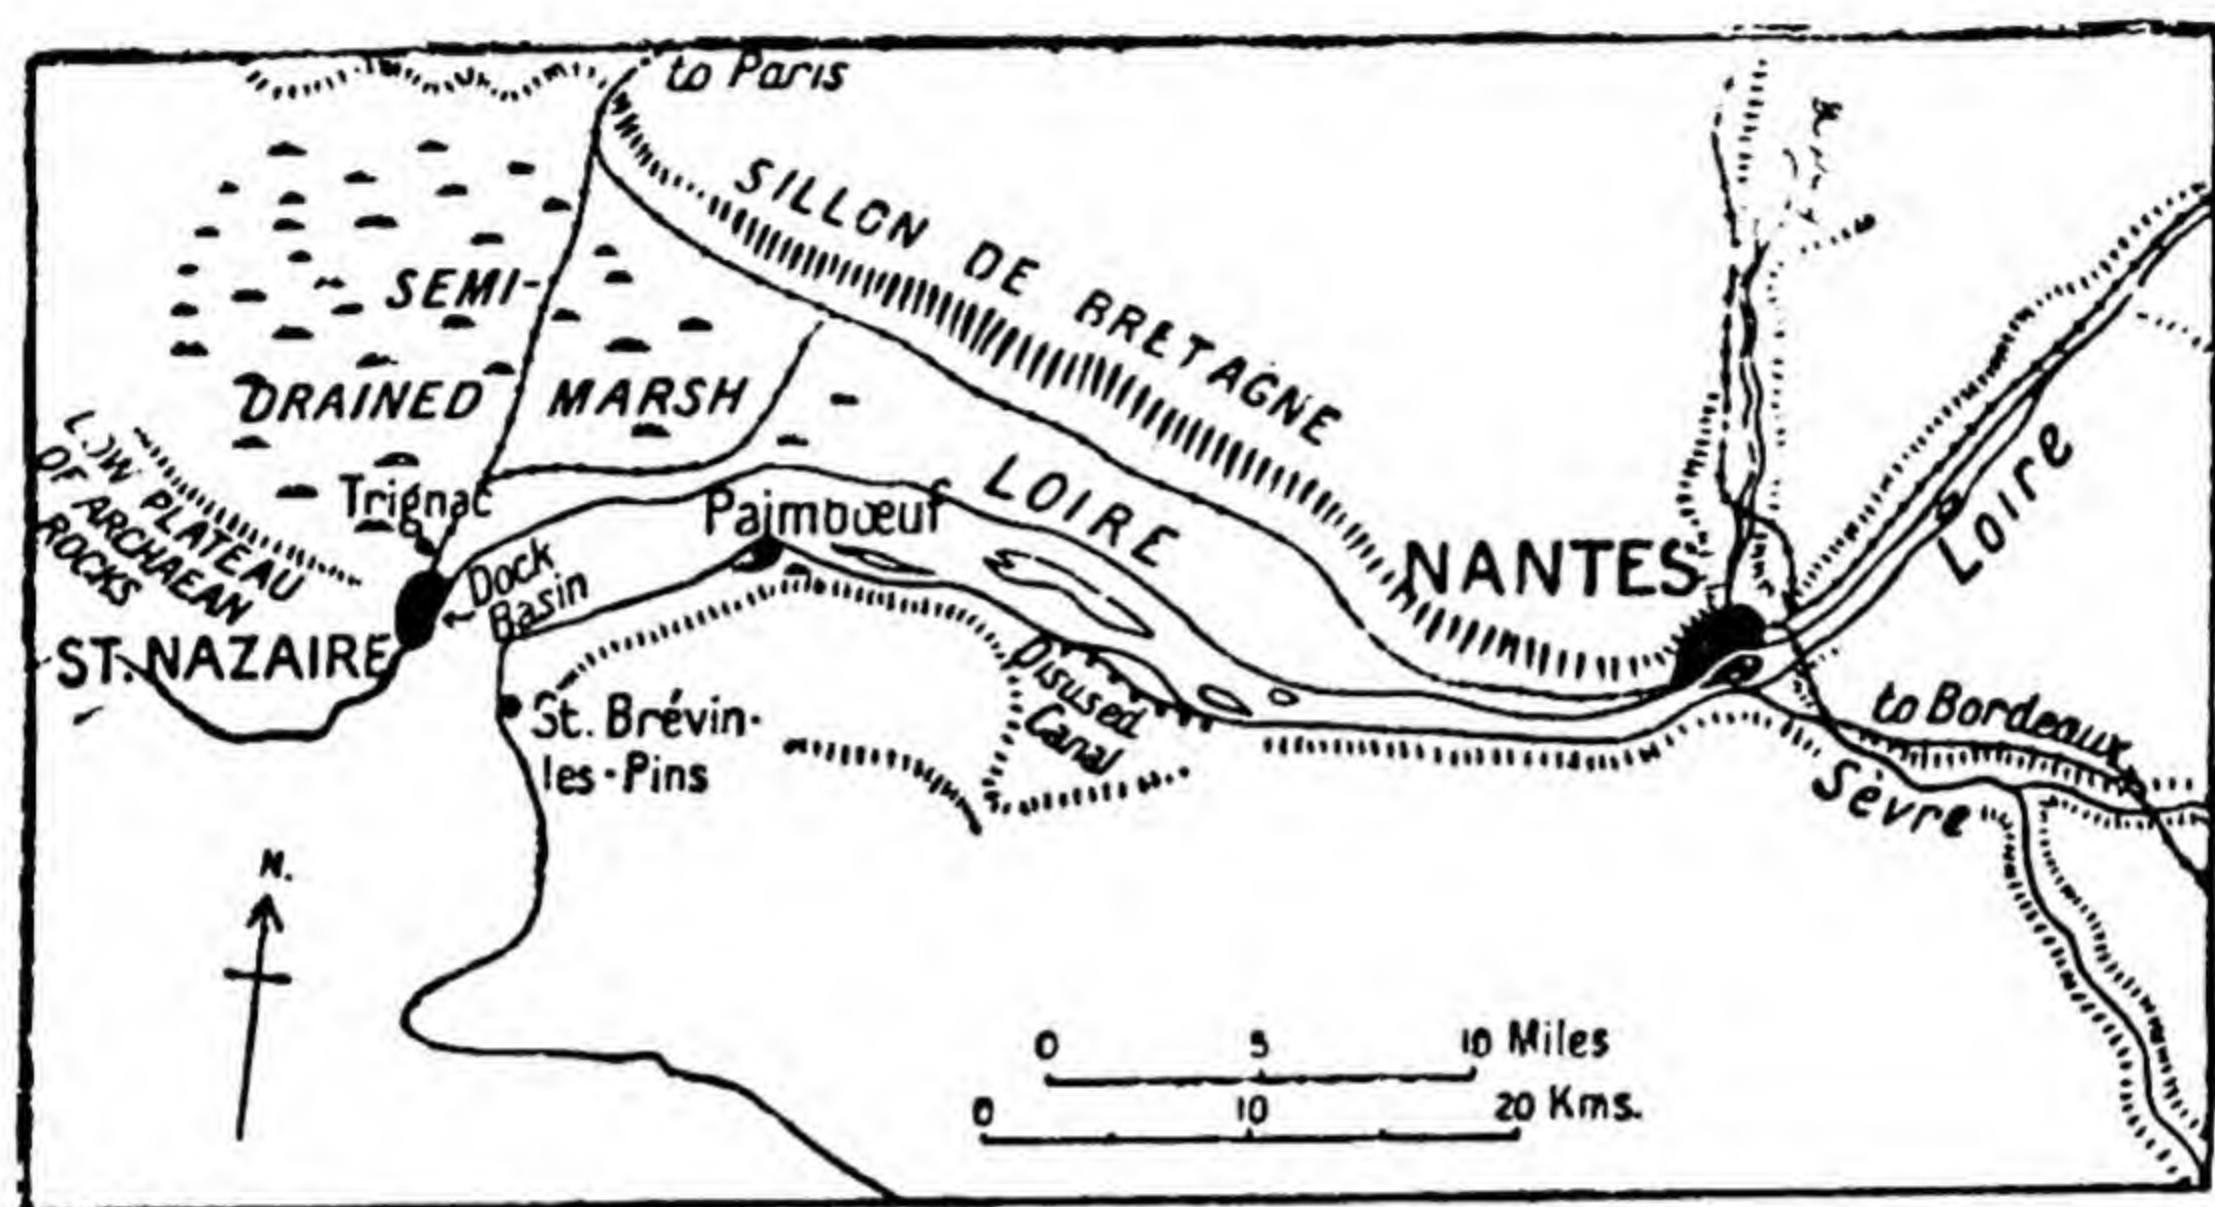 to Paris
SILLON DE BRETAGNE
SEMI-
DRAINED MARSH
LOW PLATEAU
OF ARCHAEAN
ROCKS
Trignac
Paimbœuf
LOIRE
NANTES
LOIRE
Dock
Basin
ST. NAZAIRE
Disused
Canal
St. Brévin-
les-Pins
to Bordeaux
Sèvre
N.
0 5 10 Miles
0 10 20 Kms.